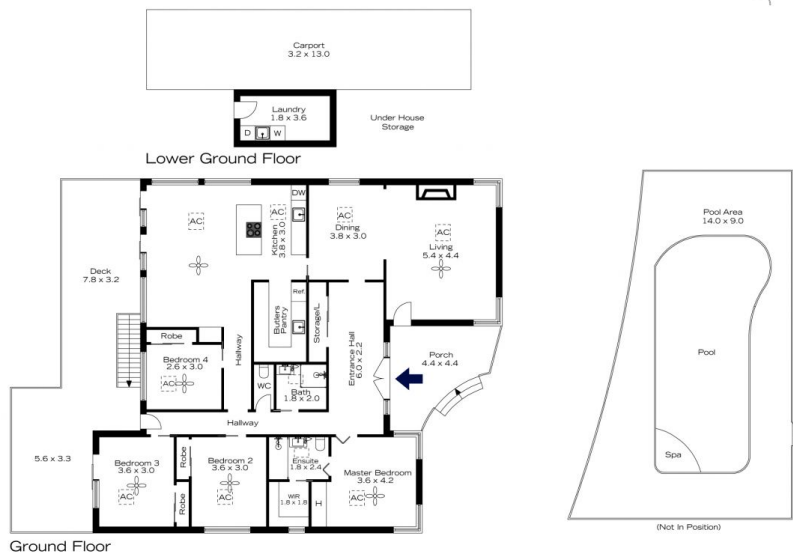 Carport
3.2 x 13.0
Laundry
1.8 x 3.6
D
W
Under House
Storage
Lower Ground Floor
DW
AC
AC
AC
Kitchen
3.8 x 3.0
Dining
3.8 x 3.0
AC
Living
5.4 x 4.4
Deck
7.8 x 3.2
Ref.
Butlers
Pantry
Storage/L
Entrance Hall
6.0 x 2.2
Hallway
Robe
Bedroom 4
2.6 x 3.0
AC
WC
Bath
1.8 x 2.0
Porch
4.4 x 4.4
Hallway
5.6 x 3.3
Bedroom 3
3.6 x 3.0
AC
Robe
Robe
Bedroom 2
3.6 x 3.0
AC
Ensuite
1.8 x 2.4
WIR
1.8 x 1.8
H
Master Bedroom
3.6 x 4.2
AC
Ground Floor
Pool Area
14.0 x 9.0
Pool
Spa
(Not In Position)